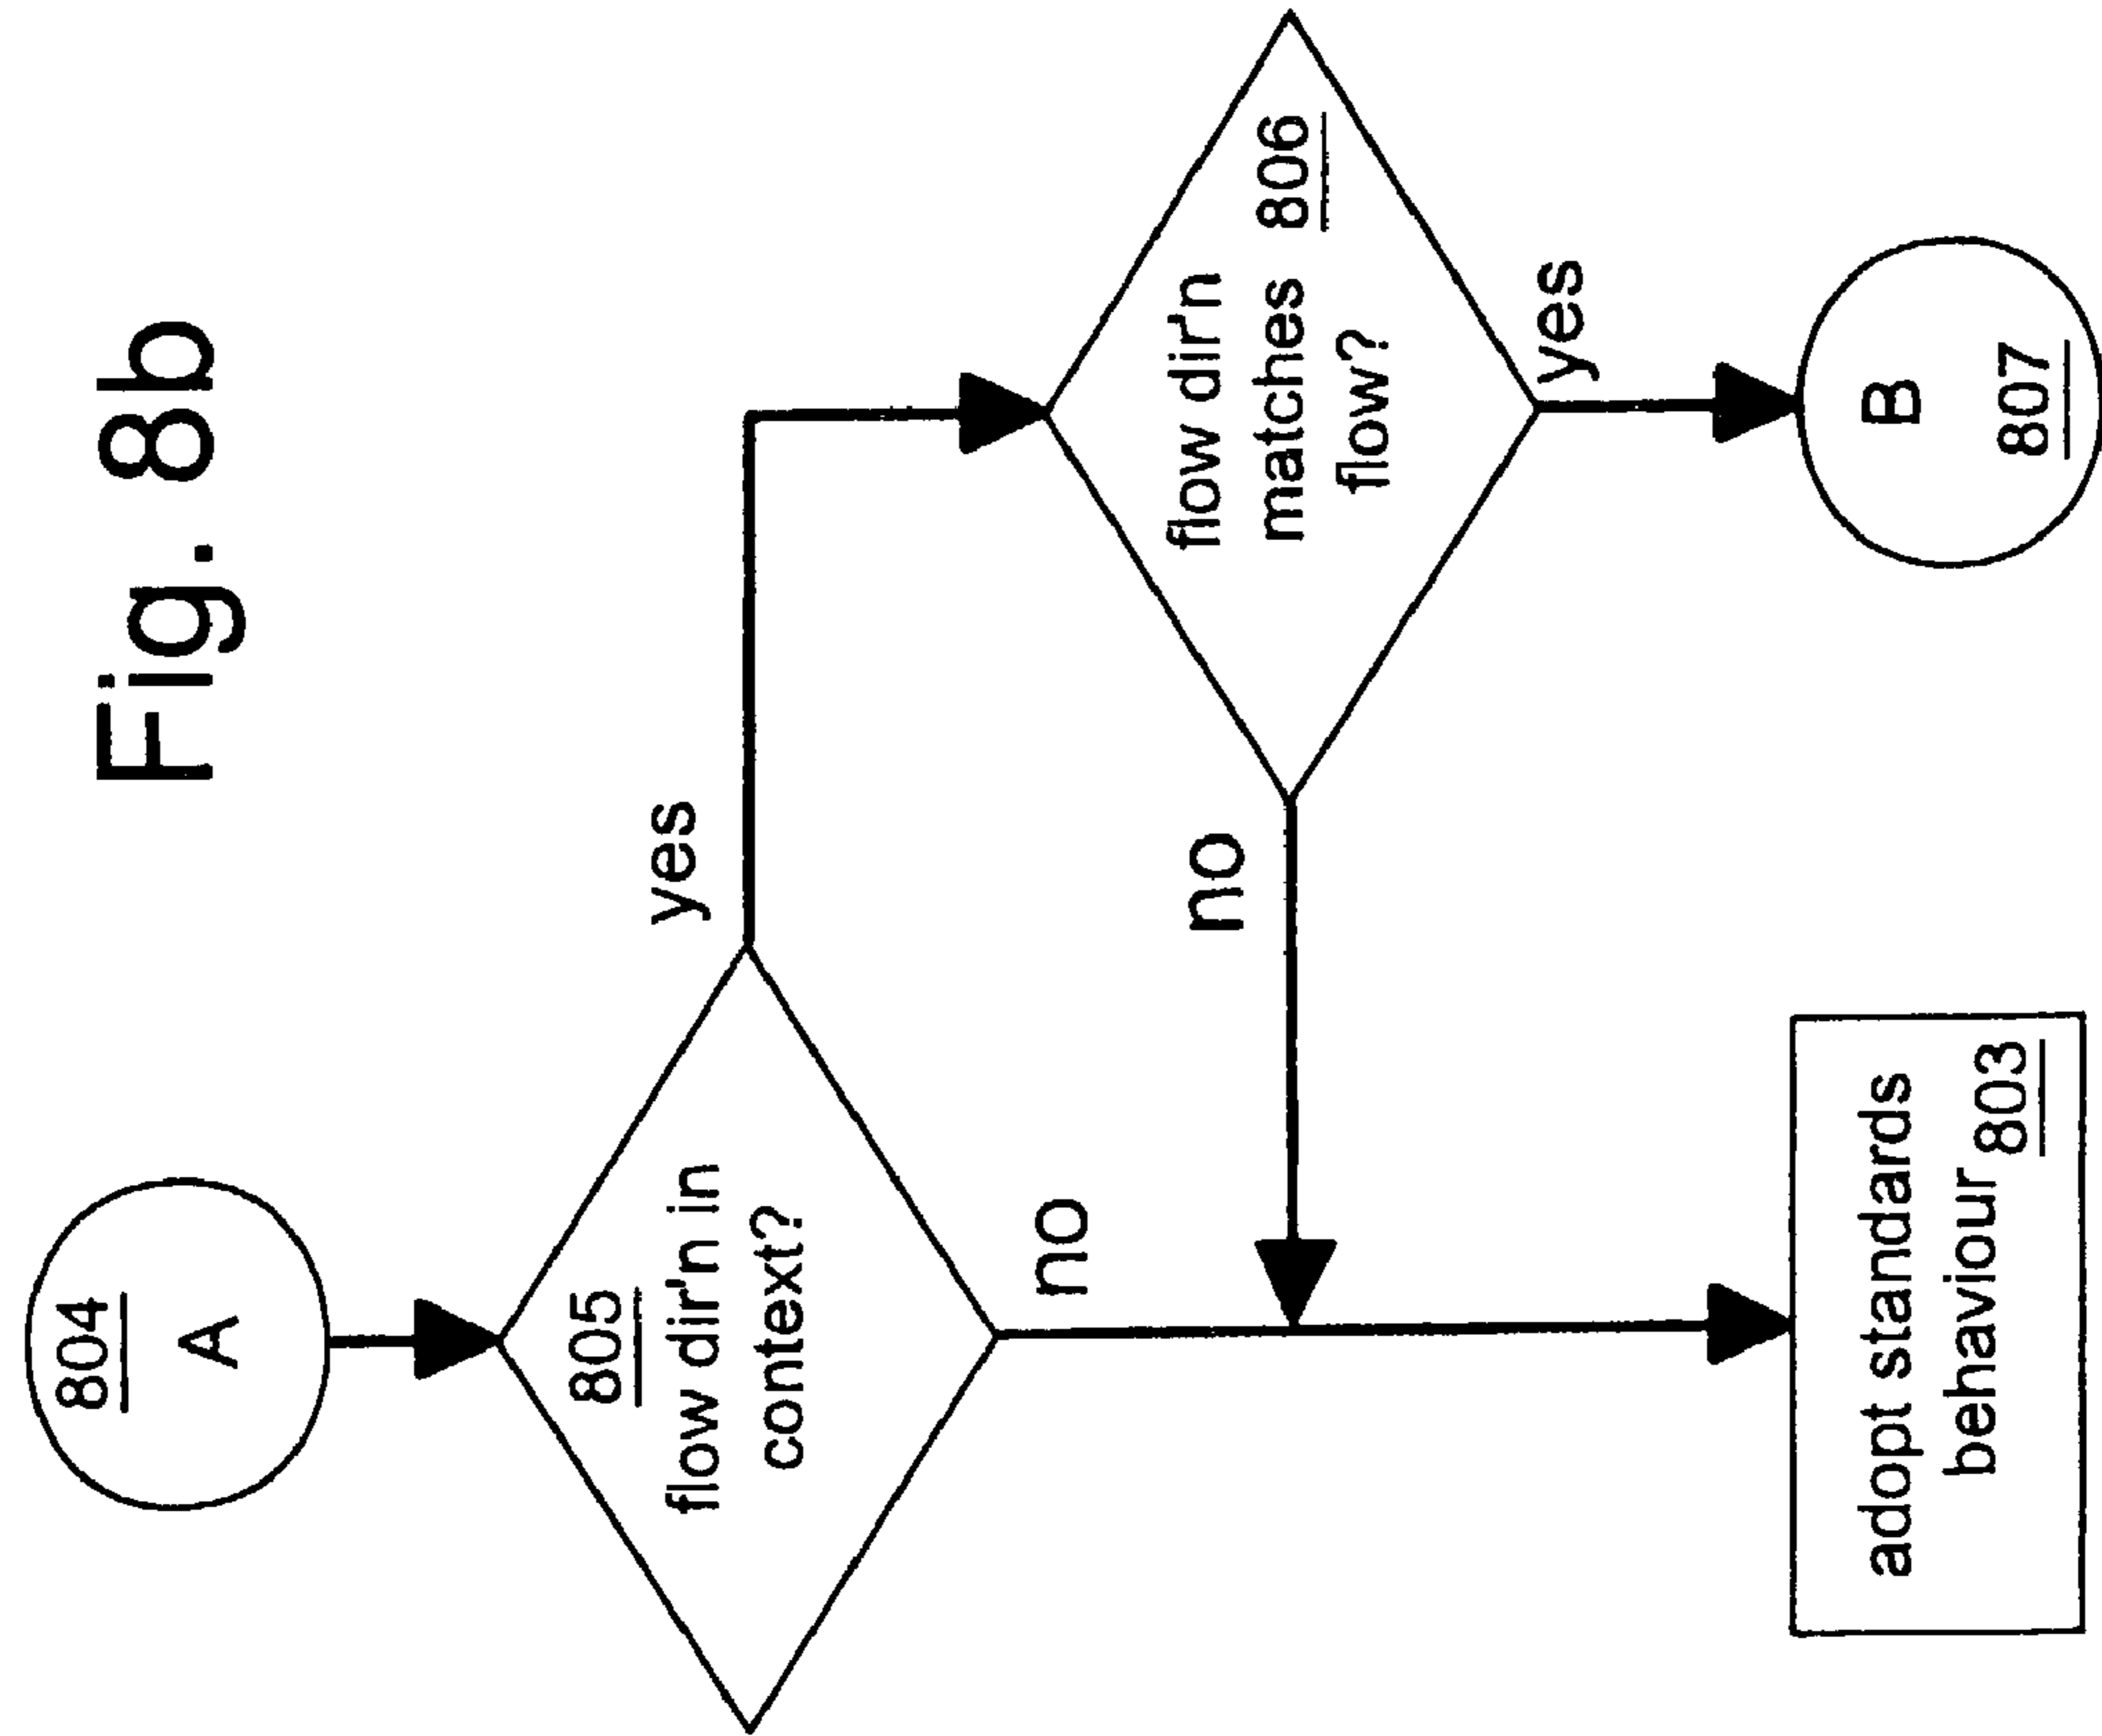 Fig. 8b
804
A
805
flow dir'n in
context?
yes
no
flow dir'n
matches 806
flow?
no
yes
adopt standards
behaviour 803
B
807